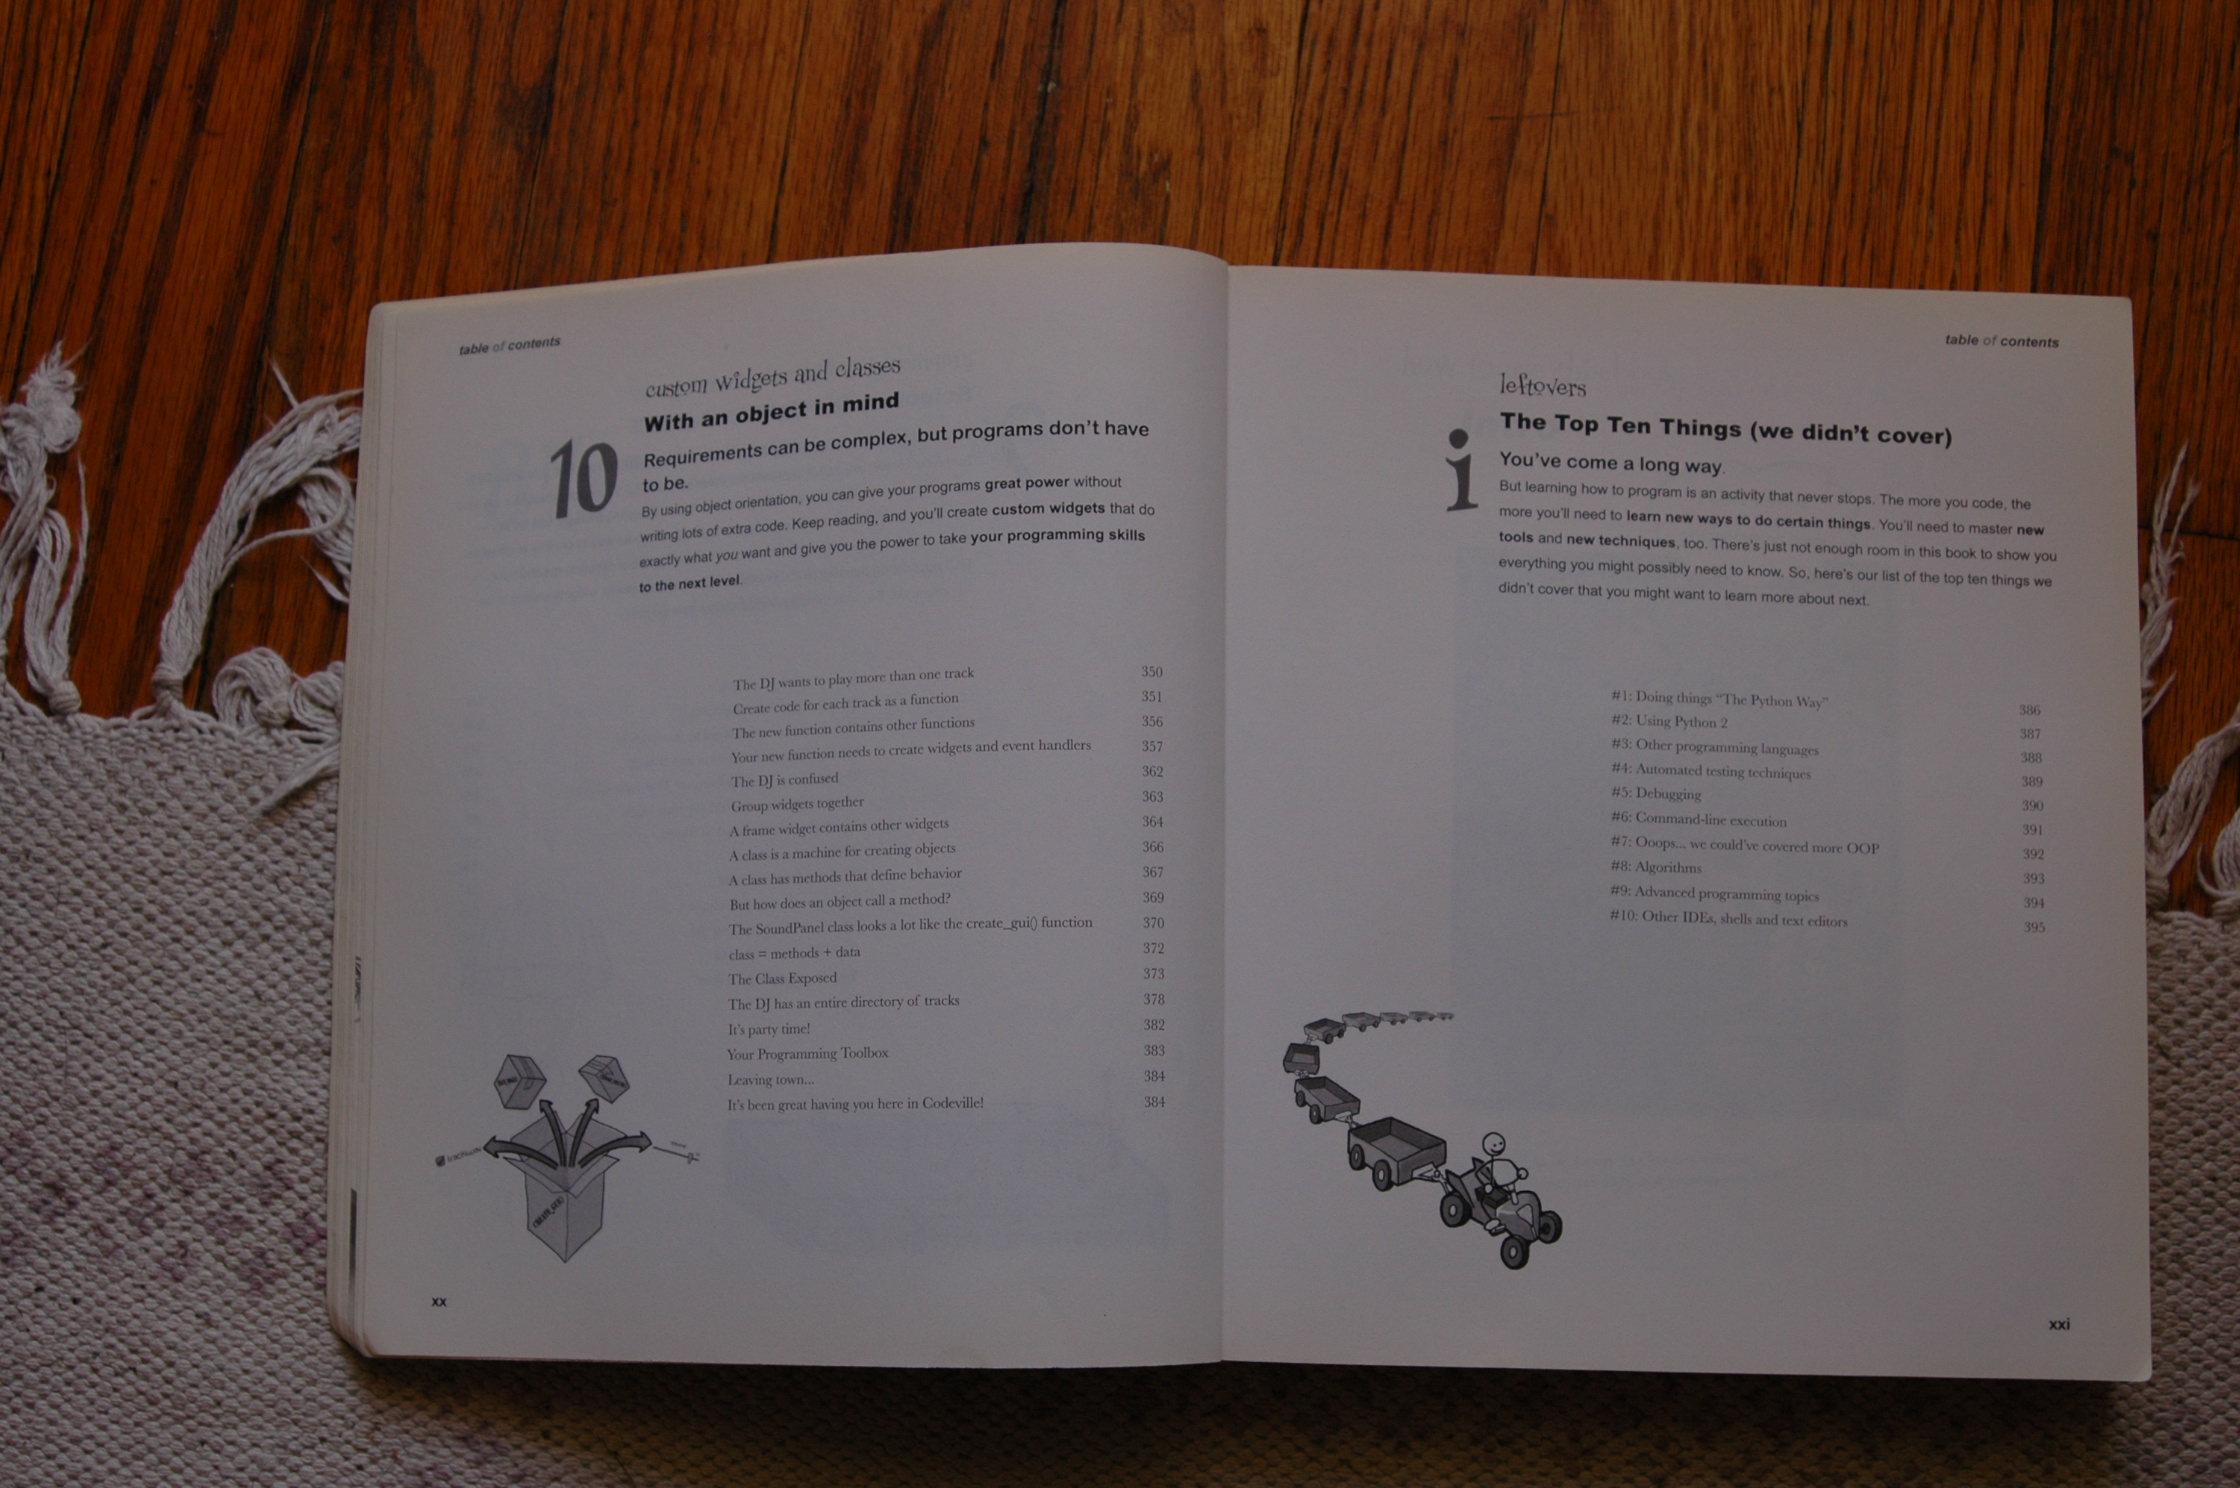 table of contents
custom widgets and classes
With an object in mind
10
Requirements can be complex, but programs don't have
to be.
By using object orientation, you can give your programs great power without
writing lots of extra code. Keep reading, and you'll create custom widgets that do
exactly what you want and give you the power to take your programming skills
to the next level.
The DJ wants to play more than one track 350
Create code for each track as a function 351
The new function contains other functions 356
Your new function needs to create widgets and event handlers 357
The DJ is confused 362
Group widgets together 363
A frame widget contains other widgets 364
A class is a machine for creating objects 366
A class has methods that define behavior 367
But how does an object call a method? 369
The SoundPanel class looks a lot like the create_gui() function 370
class = methods + data 372
The Class Exposed 373
The DJ has an entire directory of tracks 378
It's party time! 382
Your Programming Toolbox 383
Leaving town... 384
It's been great having you here in Codeville! 384
CREATE_GUI()
xx
table of contents
leftovers
The Top Ten Things (we didn't cover)
i
You've come a long way.
But learning how to program is an activity that never stops. The more you code, the
more you'll need to learn new ways to do certain things. You'll need to master new
tools and new techniques, too. There's just not enough room in this book to show you
everything you might possibly need to know. So, here's our list of the top ten things we
didn't cover that you might want to learn more about next.
#1: Doing things "The Python Way" 386
#2: Using Python 2 387
#3: Other programming languages 388
#4: Automated testing techniques 389
#5: Debugging 390
#6: Command-line execution 391
#7: Ooops... we could've covered more OOP 392
#8: Algorithms 393
#9: Advanced programming topics 394
#10: Other IDEs, shells and text editors 395
xxi